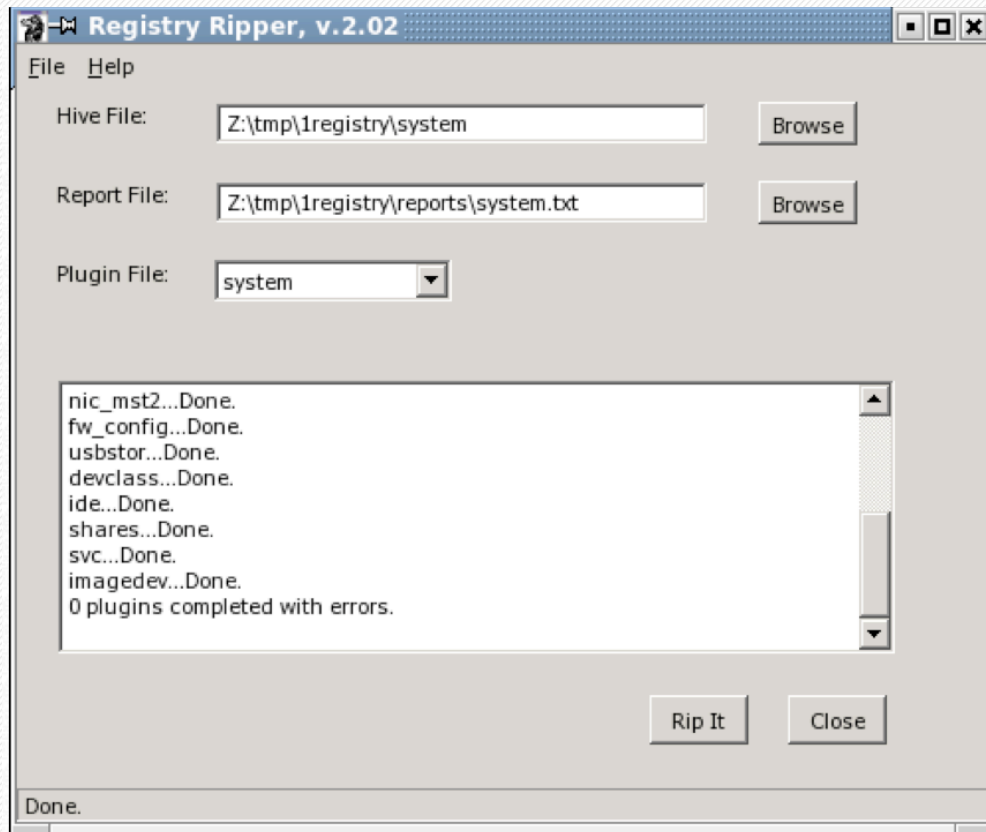 Registry Ripper, v.2.02
File Help
Hive File: Z:\tmp\1registry\system Browse
Report File: Z:\tmp\1registry\reports\system.txt Browse
Plugin File: system
nic_mst2...Done.
fw_config...Done.
usbstor...Done.
devclass...Done.
ide...Done.
shares...Done.
svc...Done.
imagedev...Done.
0 plugins completed with errors.
Rip It Close
Done.